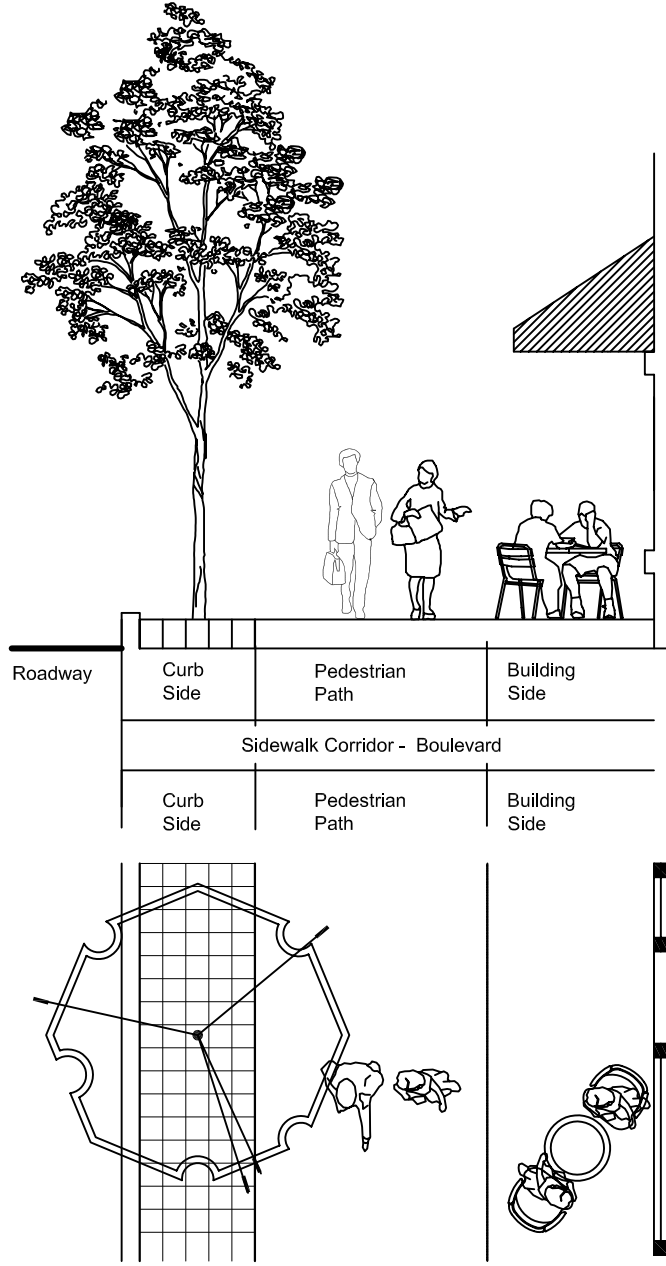 Roadway
Curb
Side
Pedestrian
Path
Building
Side
Sidewalk Corridor - Boulevard
Curb
Side
Pedestrian
Path
Building
Side